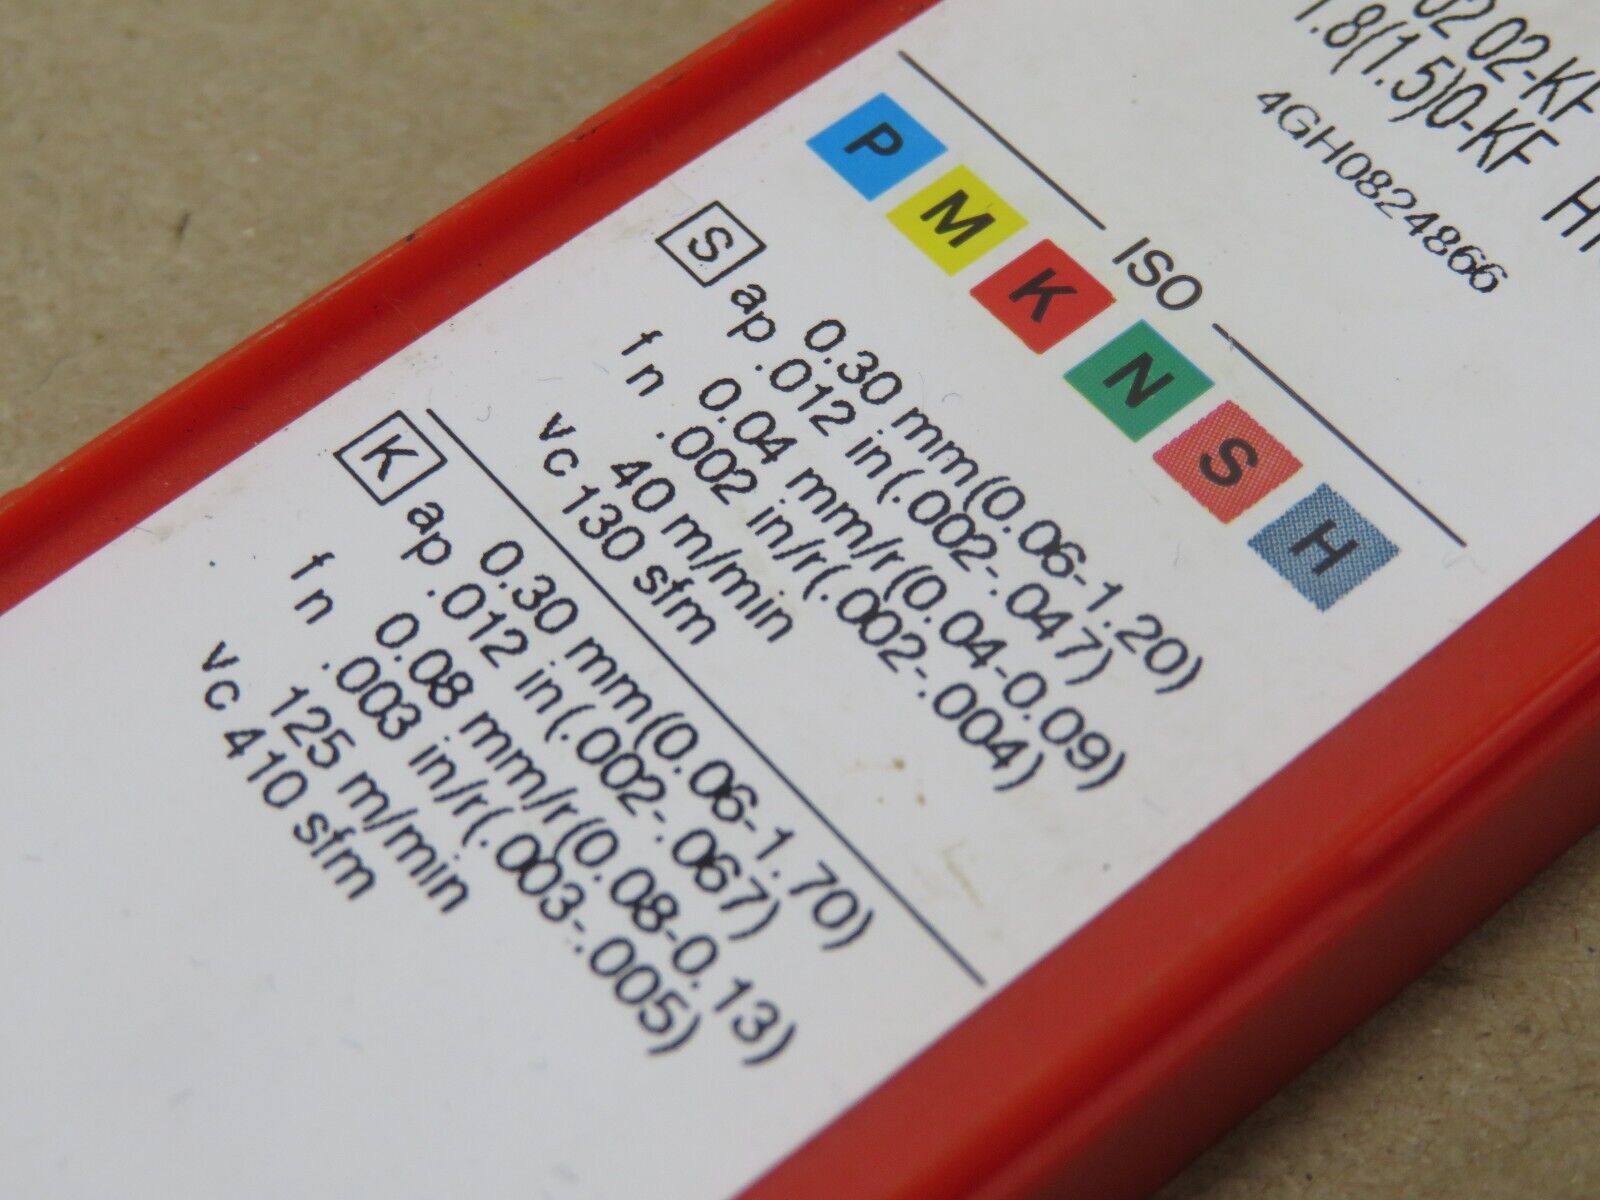 02 02-KF
1.8(1.5)0-KF
4GH0824866
ISO
P M K N S H
S ap 0.30 mm(0.06-1.20)
.012 in(.002-.047)
fn 0.04 mm/r(0.04-0.09)
.002 in/r(.002-.004)
vc 40 m/min
130 sfm
K ap 0.30 mm(0.06-1.70)
.012 in(.002-.067)
fn 0.08 mm/r(0.08-0.13)
.003 in/r(.003-.005)
vc 125 m/min
410 sfm